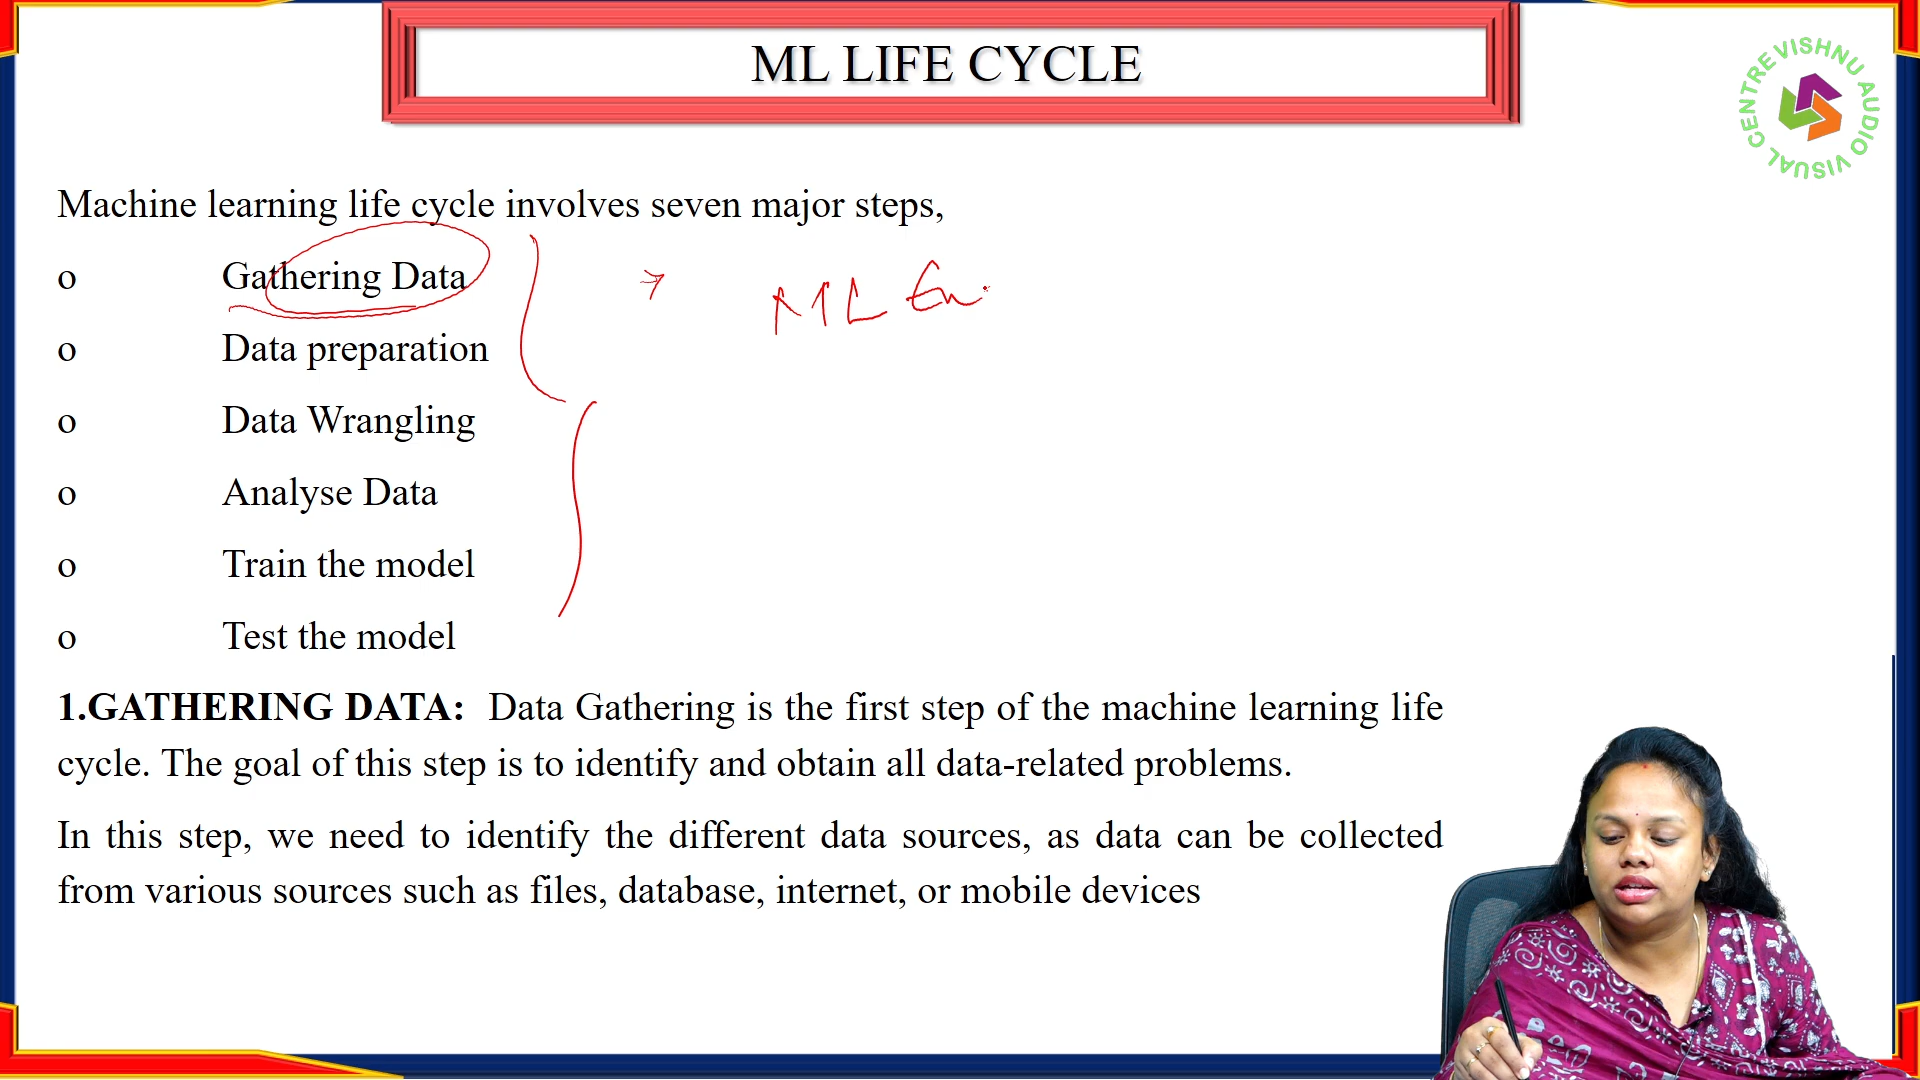 ML LIFE CYCLE
CENTRE VISHNU AUDIO VISUAL
Machine learning life cycle involves seven major steps,
o Gathering Data
ML En
o Data preparation
o Data Wrangling
o Analyse Data
o Train the model
o Test the model
1.GATHERING DATA: Data Gathering is the first step of the machine learning life
cycle. The goal of this step is to identify and obtain all data-related problems.
In this step, we need to identify the different data sources, as data can be collected
from various sources such as files, database, internet, or mobile devices